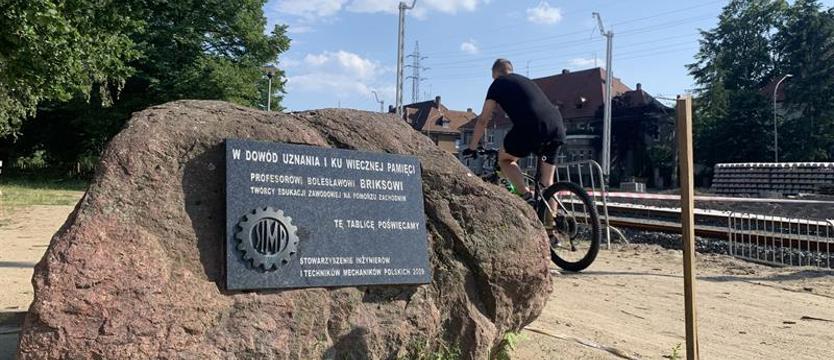 W DOWÓD UZNANIA I KU WIECZNEJ PAMIĘCI
PROFESOROWI BOLESŁAWOWI BRIKSOWI
TWÓRCY EDUKACJI ZAWODOWEJ NA POMORZU ZACHODNIM
TĘ TABLICĘ POŚWIĘCAMY
SIMP
STOWARZYSZENIE INŻYNIERÓW
I TECHNIKÓW MECHANIKÓW POLSKICH 2009